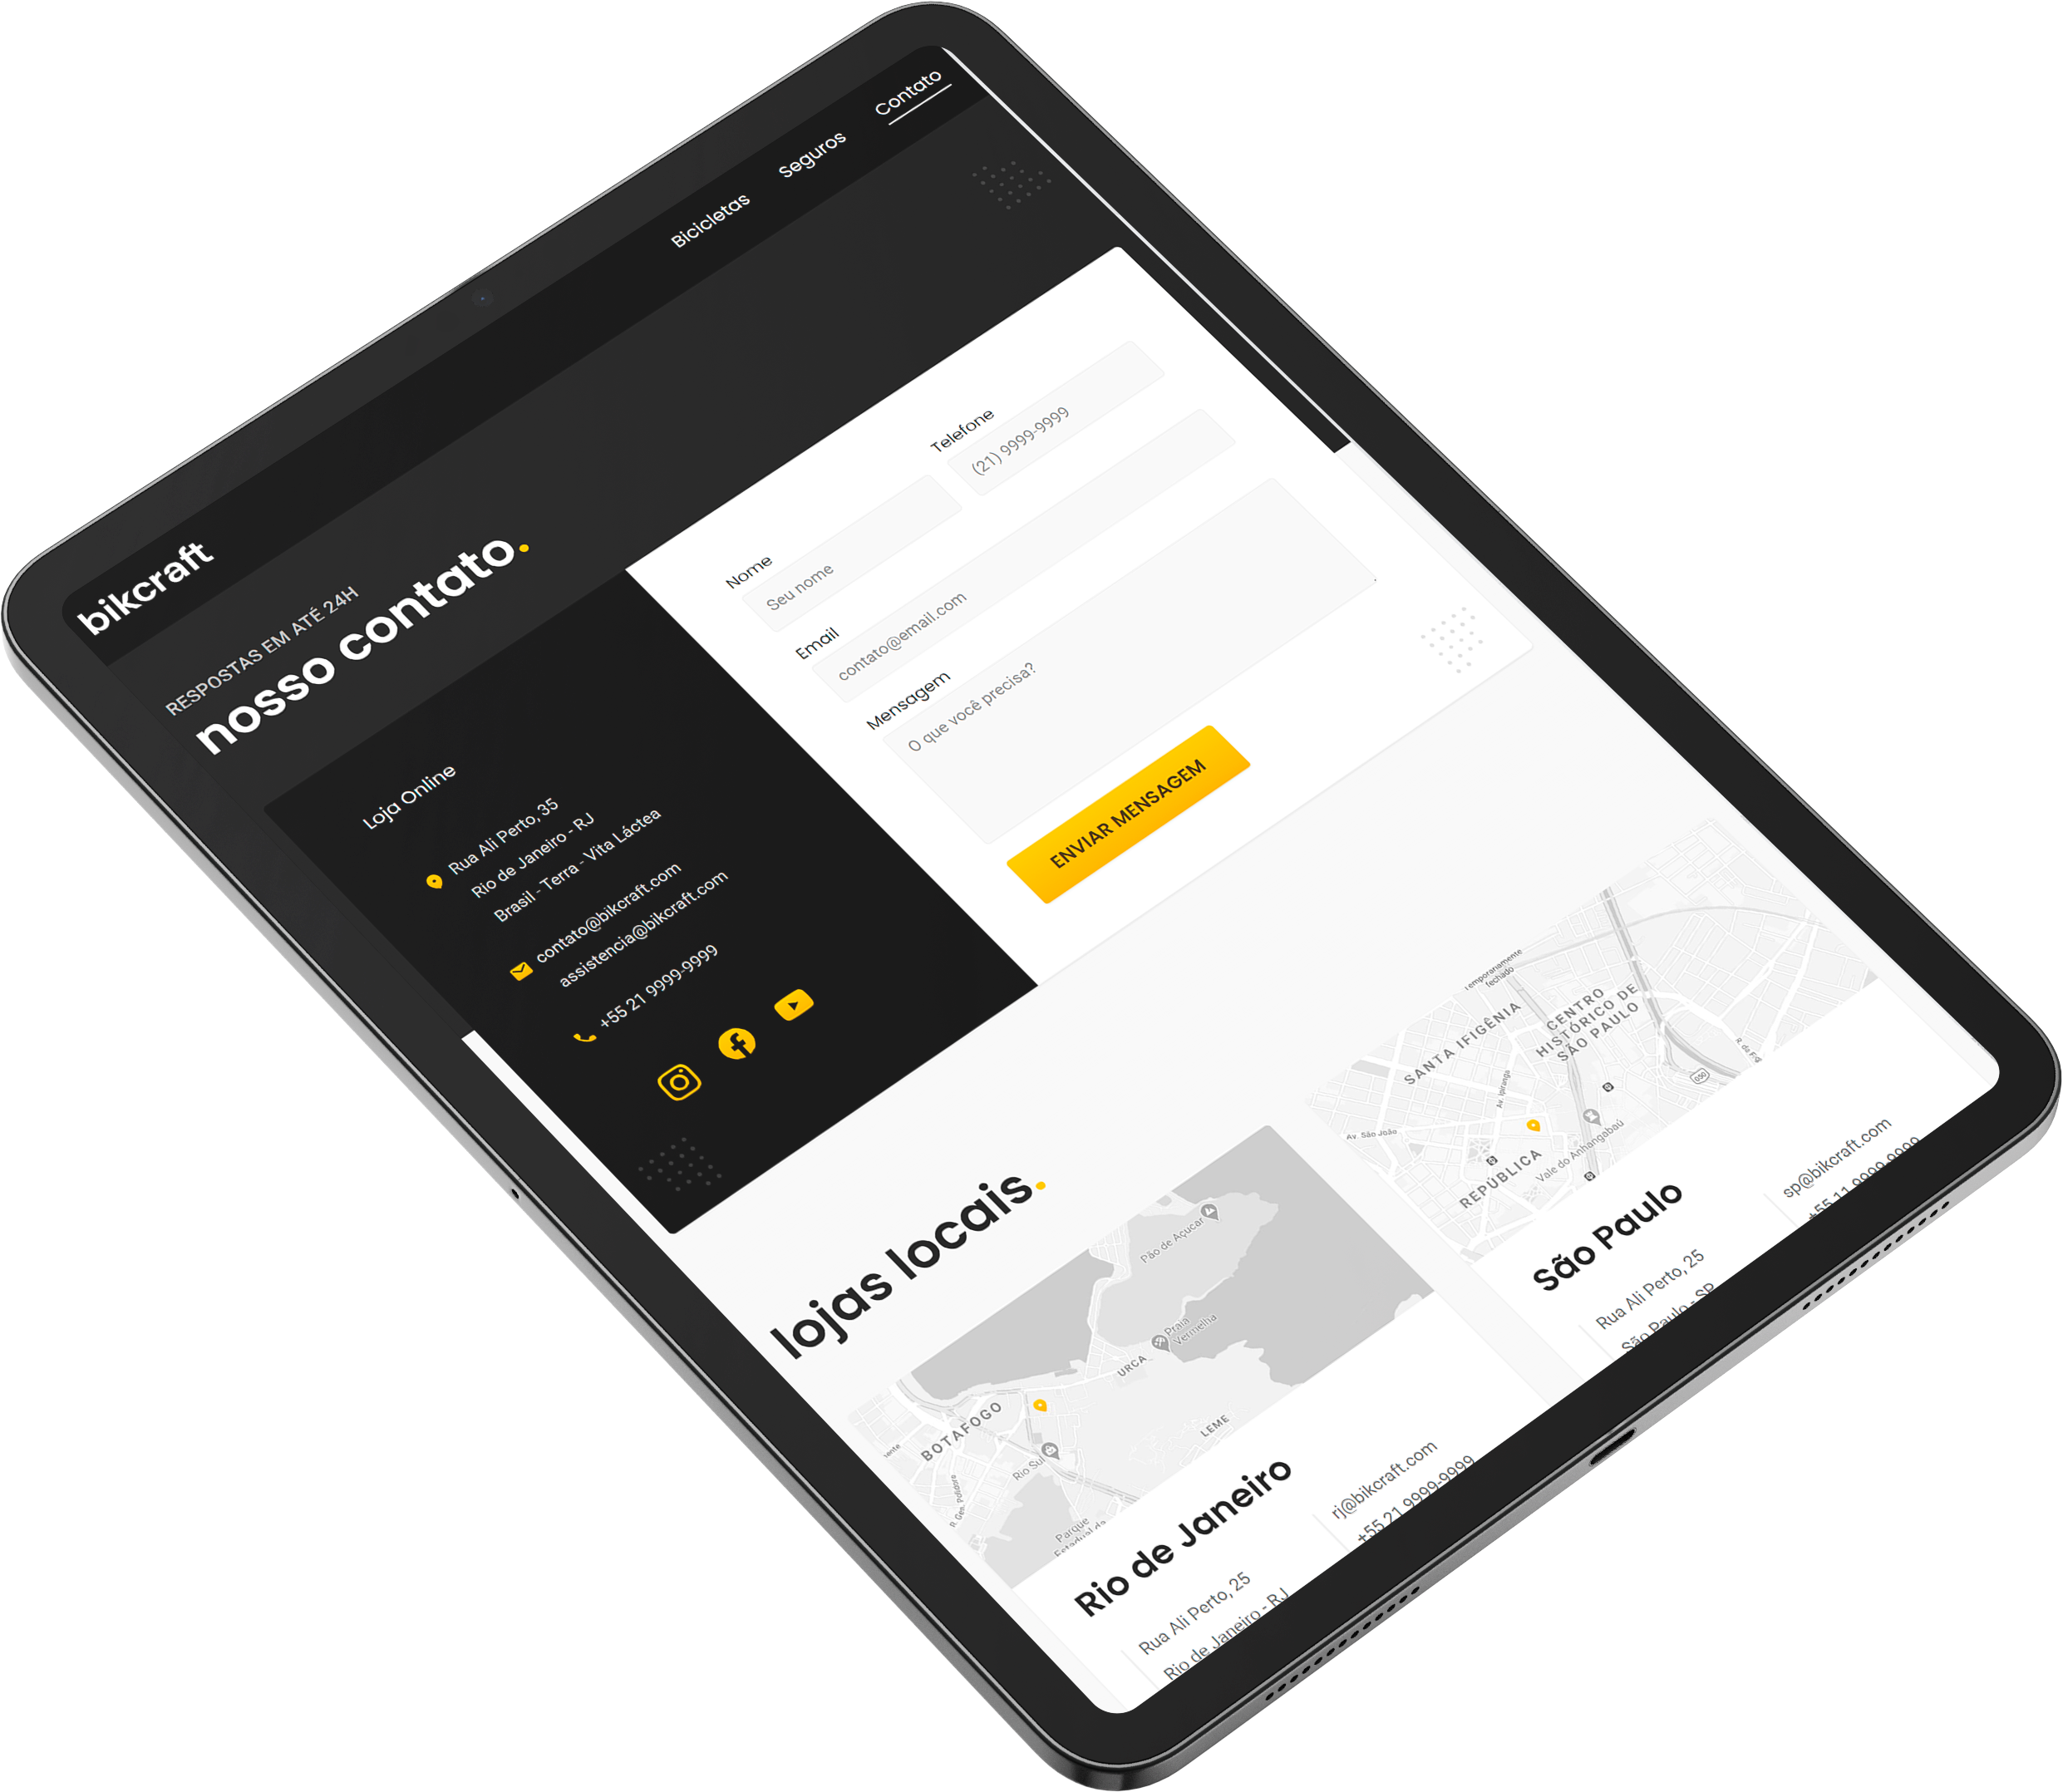 bikcraft
Bicicletas
Seguros
Contato
RESPOSTAS EM ATÉ 24H
nosso contato.
Loja Online
Rua Ali Perto, 35
Rio de Janeiro - RJ
Brasil - Terra - Vita Láctea
contato@bikcraft.com
assistencia@bikcraft.com
+55 21 9999-9999
Nome
Seu nome
Telefone
(21) 9999-9999
Email
contato@email.com
Mensagem
O que você precisa?
ENVIAR MENSAGEM
lojas locais.
Pão de Açucar
Praia
Vermelha
URCA
BOTAFOGO
Rio Sul
LEME
R. Gen. Polidoro
Parque
Estadual da
Rio de Janeiro
Rua Ali Perto, 25
Rio de Janeiro - RJ
rj@bikcraft.com
+55 21 9999-9999
Temporariamente
fechado
SANTA IFIGÊNIA
CENTRO
HISTÓRICO DE
SÃO PAULO
Av. Ipiranga
Av. São João
REPÚBLICA
Vale do Anhangabaú
São Paulo
Rua Ali Perto, 25
São Paulo - SP
sp@bikcraft.com
+55 11 9999-9999